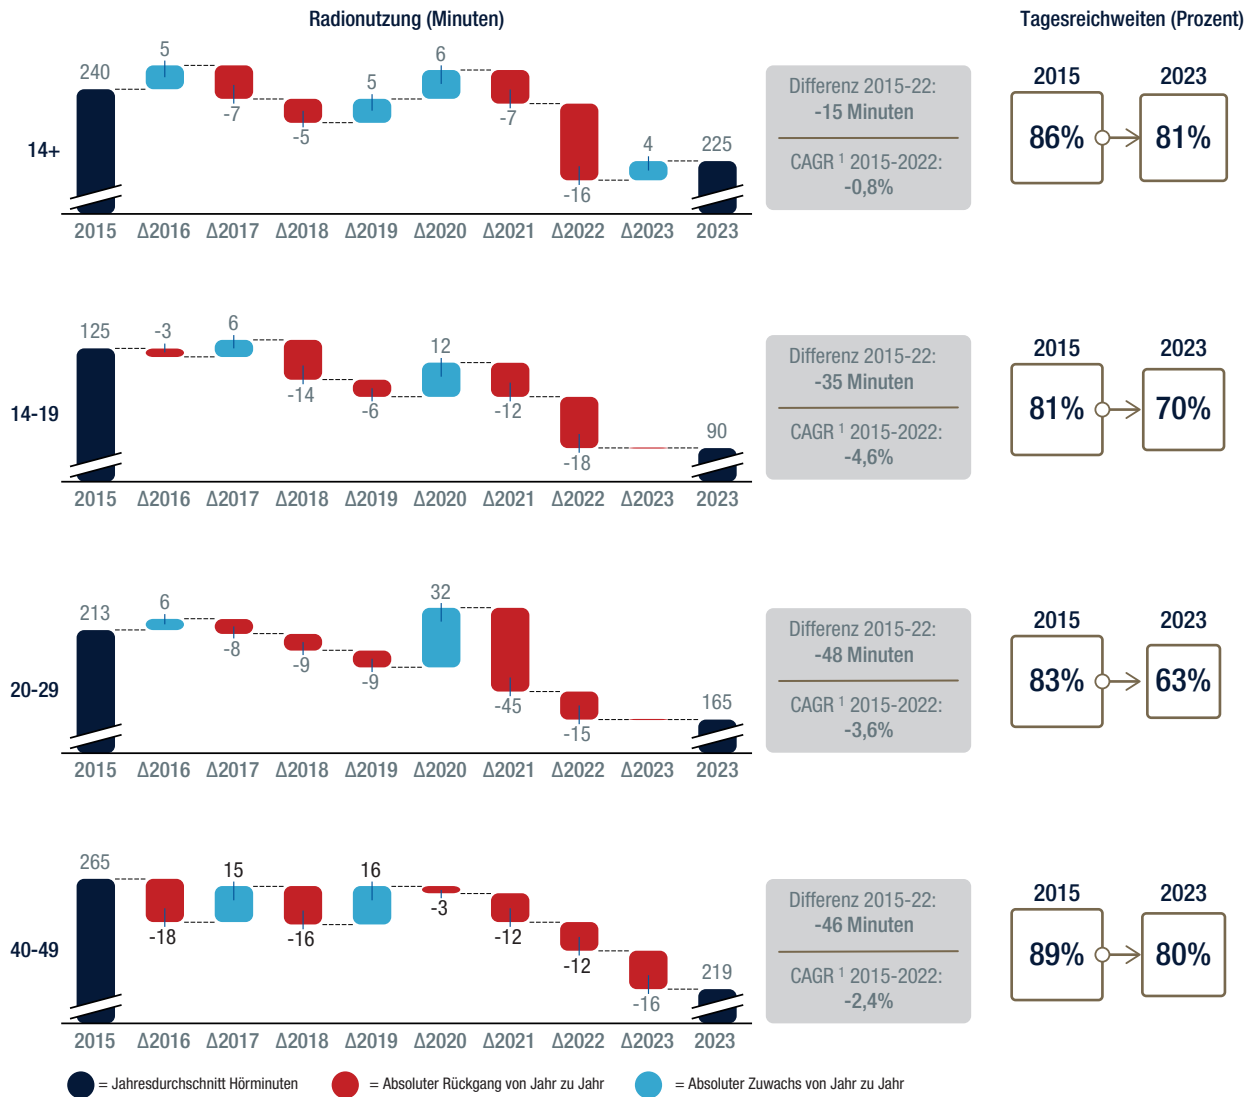 Radionutzung (Minuten)
Tagesreichweiten (Prozent)
14+
240
5
-7
-5
5
6
-7
-16
4
225
2015 Δ2016 Δ2017 Δ2018 Δ2019 Δ2020 Δ2021 Δ2022 Δ2023 2023
Differenz 2015-22:
-15 Minuten
CAGR ¹ 2015-2022:
-0,8%
2015 2023
86% 81%
14-19
125
-3
6
-14
-6
12
-12
-18
90
2015 Δ2016 Δ2017 Δ2018 Δ2019 Δ2020 Δ2021 Δ2022 Δ2023 2023
Differenz 2015-22:
-35 Minuten
CAGR ¹ 2015-2022:
-4,6%
2015 2023
81% 70%
20-29
213
6
-8
-9
-9
32
-45
-15
165
2015 Δ2016 Δ2017 Δ2018 Δ2019 Δ2020 Δ2021 Δ2022 Δ2023 2023
Differenz 2015-22:
-48 Minuten
CAGR ¹ 2015-2022:
-3,6%
2015 2023
83% 63%
40-49
265
-18
15
-16
16
-3
-12
-12
-16
219
2015 Δ2016 Δ2017 Δ2018 Δ2019 Δ2020 Δ2021 Δ2022 Δ2023 2023
Differenz 2015-22:
-46 Minuten
CAGR ¹ 2015-2022:
-2,4%
2015 2023
89% 80%
= Jahresdurchschnitt Hörminuten = Absoluter Rückgang von Jahr zu Jahr = Absoluter Zuwachs von Jahr zu Jahr